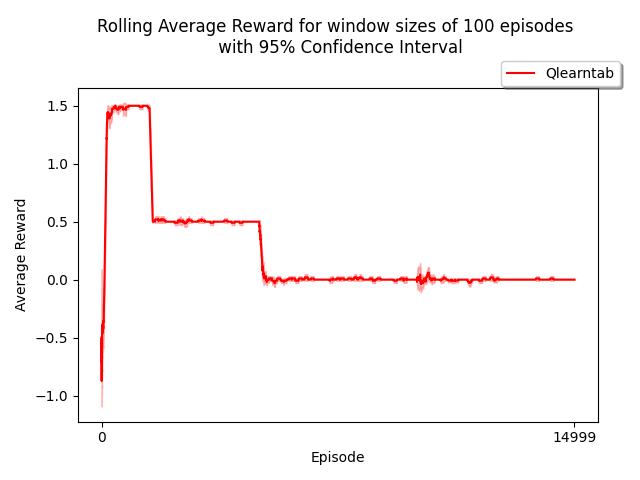 Rolling Average Reward for window sizes of 100 episodes
with 95% Confidence Interval
Qlearntab
1.5
1.0
0.5
0.0
−0.5
−1.0
Average Reward
0
14999
Episode